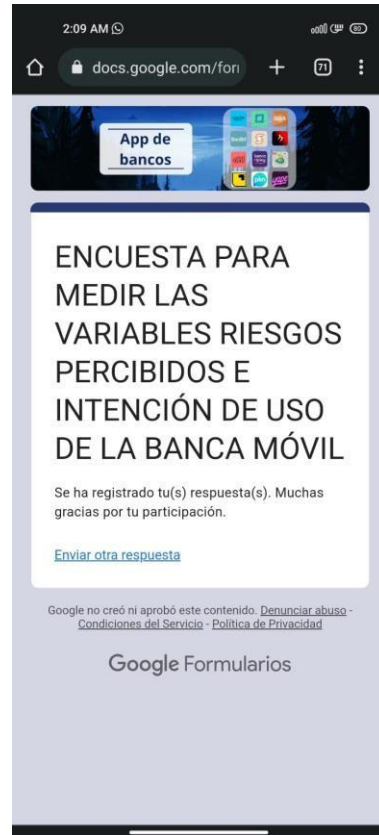 2:09 AM
80
docs.google.com/forr
71
App de
bancos
ENCUESTA PARA
MEDIR LAS
VARIABLES RIESGOS
PERCIBIDOS E
INTENCIÓN DE USO
DE LA BANCA MÓVIL
Se ha registrado tu(s) respuesta(s). Muchas
gracias por tu participación.
Enviar otra respuesta
Google no creó ni aprobó este contenido. Denunciar abuso -
Condiciones del Servicio - Política de Privacidad
Google Formularios